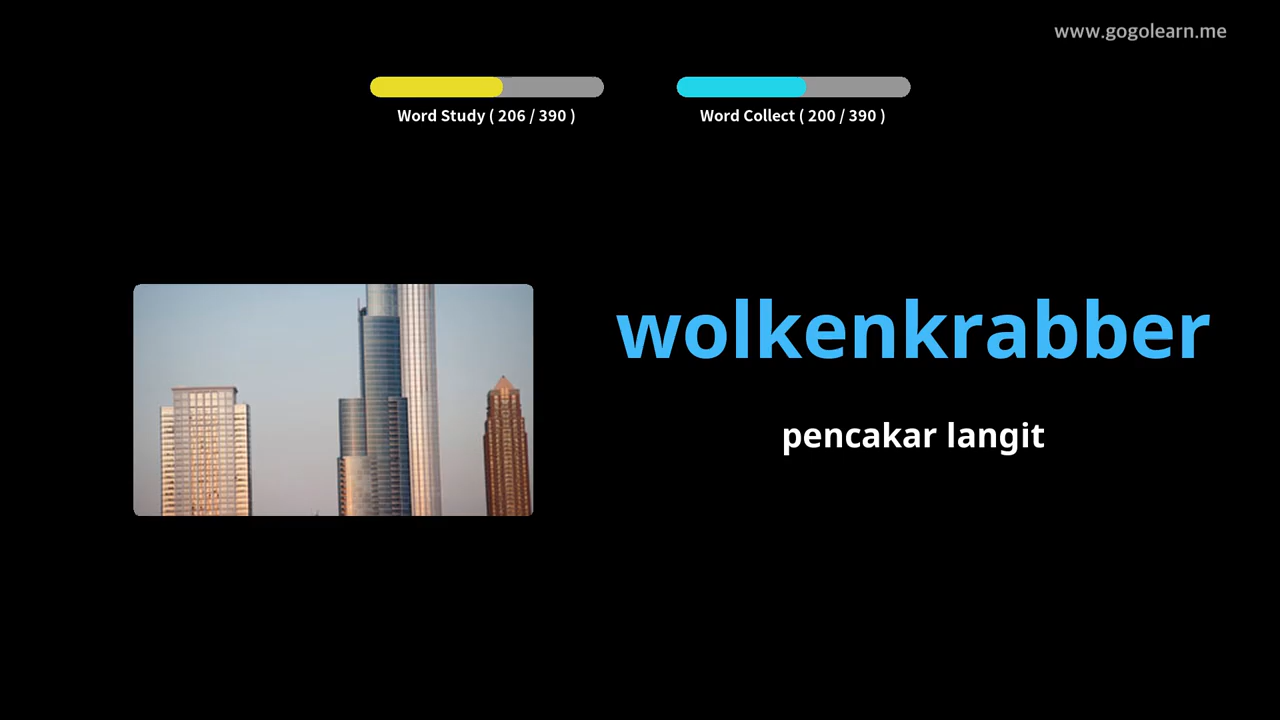 www.gogolearn.me
Word Study ( 206 / 390 )
Word Collect ( 200 / 390 )
wolkenkrabber
pencakar langit